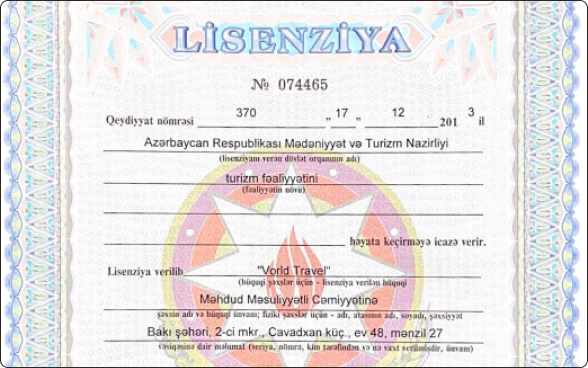 LİSENZİYA
№ 074465
Qeydiyyat nömrəsi 370 "17" 12 2013 il
Azərbaycan Respublikası Mədəniyyət və Turizm Nazirliyi
(lisenziyanı verən dövlət orqanının adı)
turizm fəaliyyətini
(fəaliyyətin növü)
həyata keçirməyə icazə verir.
Lisenziya verilib "Vorld Travel"
(hüquqi şəxslər üçün - lisenziya verilən hüquqi
Məhdud Məsuliyyətli Cəmiyyətinə
şəxsin adı və hüquqi ünvanı; fiziki şəxslər üçün - adı, atasının adı, soyadı, şəxsiyyət
Bakı şəhəri, 2-ci mkr., Cavadxan küç., ev 48, mənzil 27
vəsiqəsinə dair məlumat (seriya, nömrə, kim tərəfindən və nə vaxt verilmişdir, ünvanı)